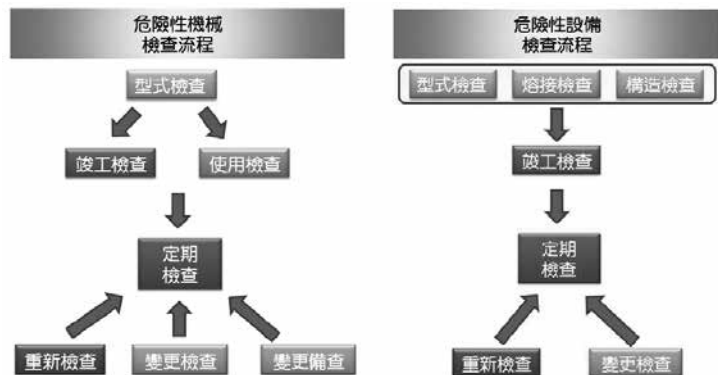 危險性機械
檢查流程
型式檢查
竣工檢查
使用檢查
定期
檢查
重新檢查
變更檢查
變更備查
危險性設備
檢查流程
型式檢查
熔接檢查
構造檢查
竣工檢查
定期
檢查
重新檢查
變更檢查